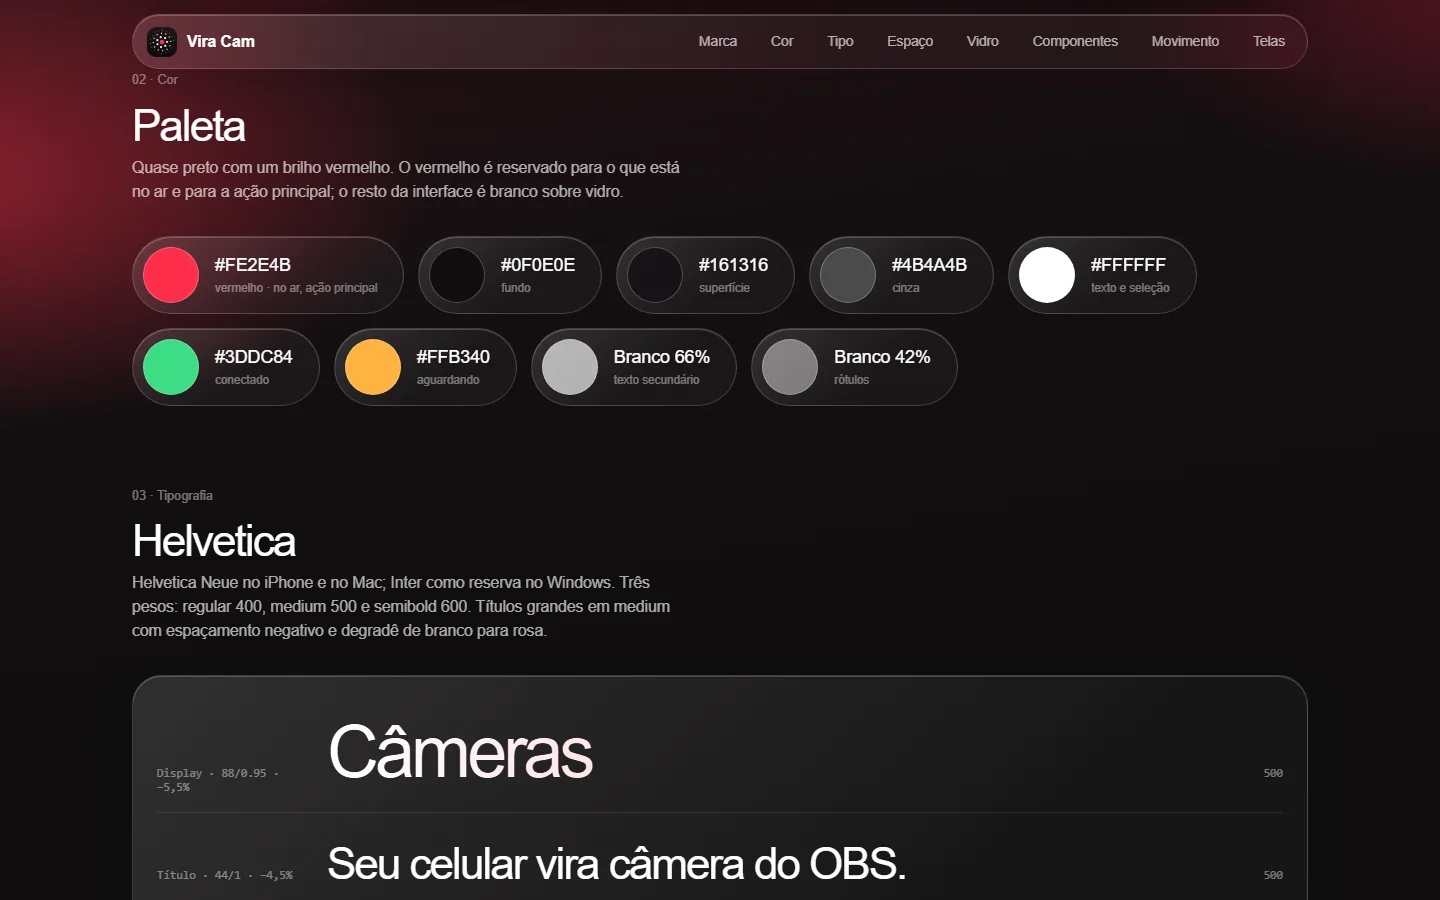 Vira Cam
Marca
Cor
Tipo
Espaço
Vidro
Componentes
Movimento
Telas
02 · Cor
Paleta
Quase preto com um brilho vermelho. O vermelho é reservado para o que está
no ar e para a ação principal; o resto da interface é branco sobre vidro.
#FE2E4B
vermelho · no ar, ação principal
#0F0E0E
fundo
#161316
superfície
#4B4A4B
cinza
#FFFFFF
texto e seleção
#3DDC84
conectado
#FFB340
aguardando
Branco 66%
texto secundário
Branco 42%
rótulos
03 · Tipografia
Helvetica
Helvetica Neue no iPhone e no Mac; Inter como reserva no Windows. Três
pesos: regular 400, medium 500 e semibold 600. Títulos grandes em medium
com espaçamento negativo e degradê de branco para rosa.
Display · 88/0.95 ·
−5,5%
Câmeras
500
Título · 44/1 · −4,5%
Seu celular vira câmera do OBS.
500